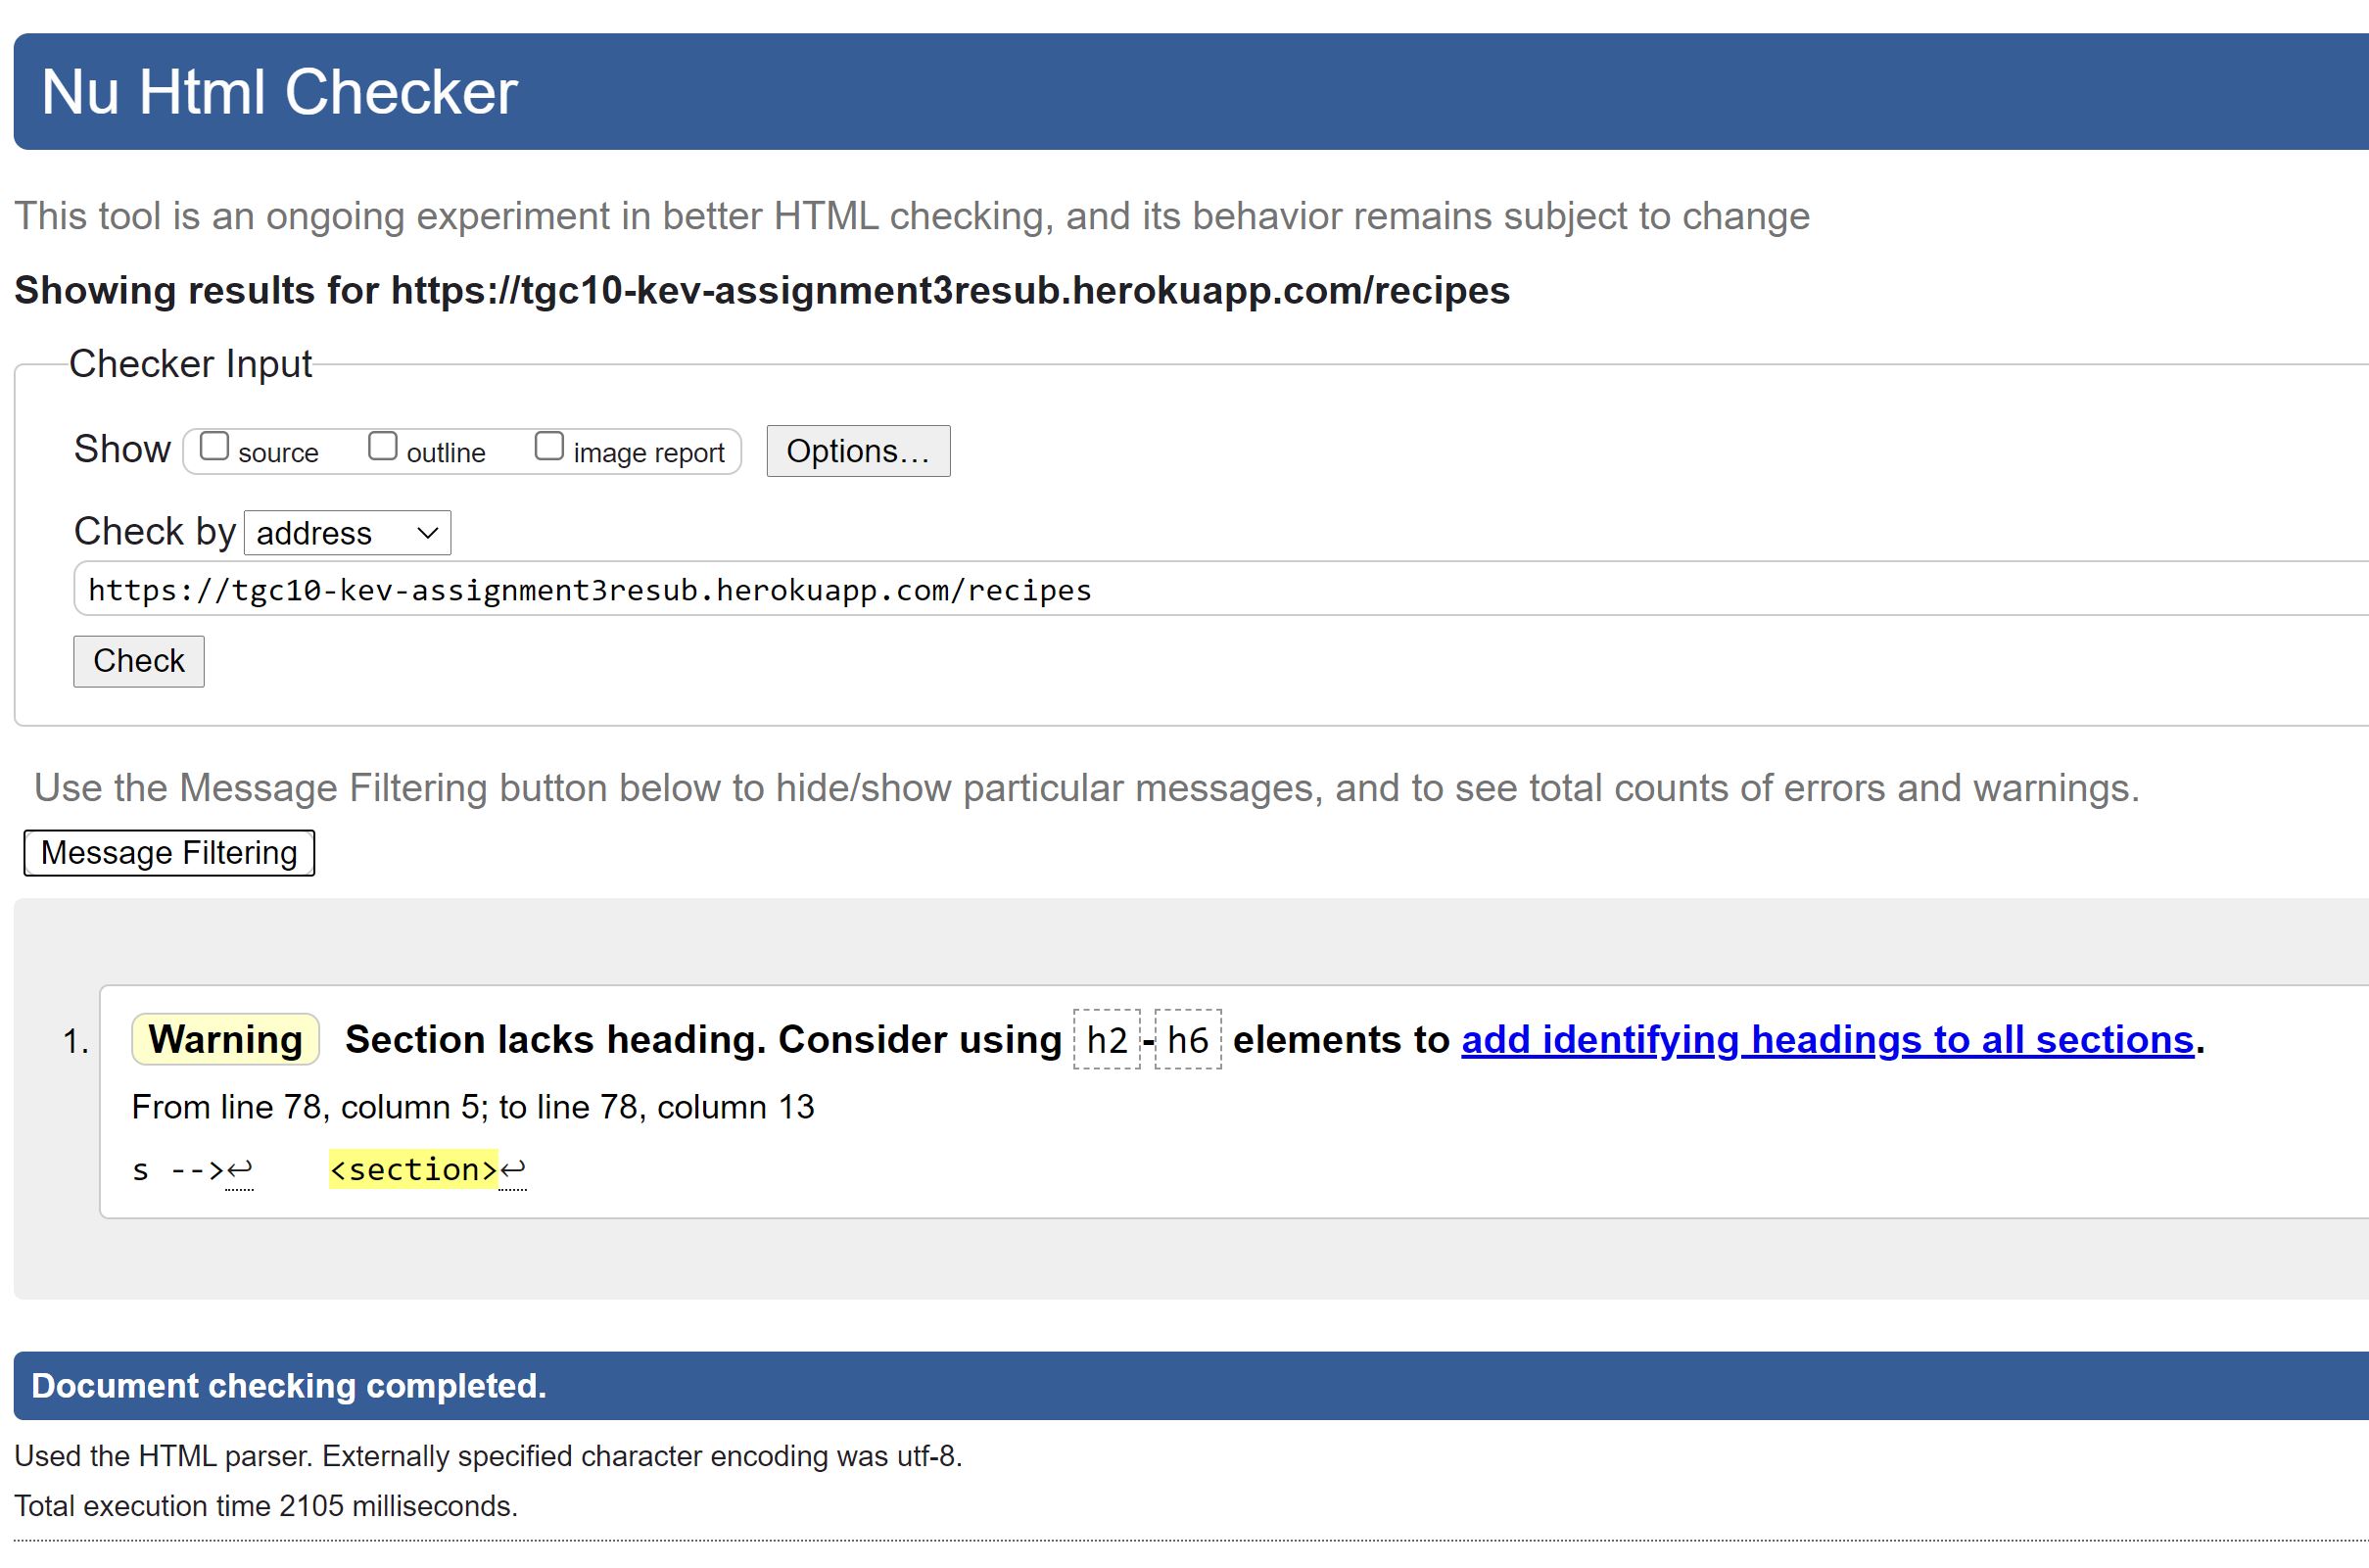 Nu Html Checker
This tool is an ongoing experiment in better HTML checking, and its behavior remains subject to change
Showing results for https://tgc10-kev-assignment3resub.herokuapp.com/recipes
Checker Input
Show source outline image report Options...
Check by address
https://tgc10-kev-assignment3resub.herokuapp.com/recipes
Check
Use the Message Filtering button below to hide/show particular messages, and to see total counts of errors and warnings.
Message Filtering
1. Warning Section lacks heading. Consider using h2-h6 elements to add identifying headings to all sections.
From line 78, column 5; to line 78, column 13
s -->↩ <section>↩
Document checking completed.
Used the HTML parser. Externally specified character encoding was utf-8.
Total execution time 2105 milliseconds.